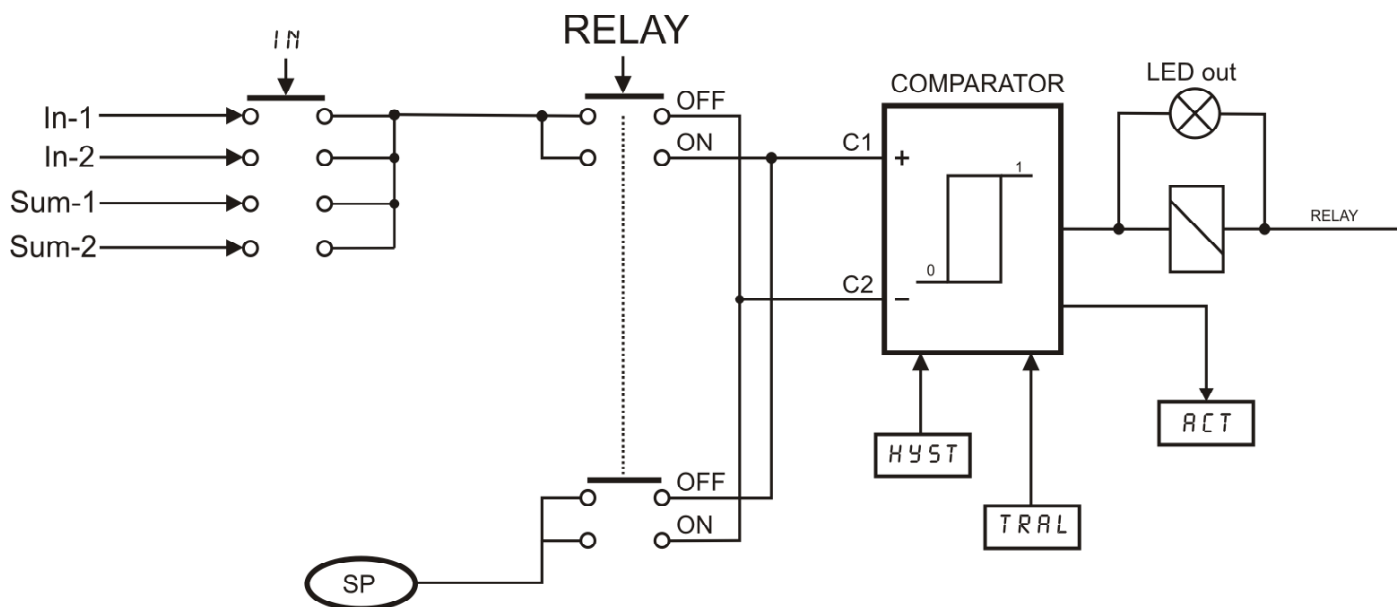 IN
RELAY
In-1
In-2
Sum-1
Sum-2
OFF
ON
COMPARATOR
C1
+
C2
−
1
0
LED out
RELAY
HYST
TRAL
ACT
OFF
ON
SP